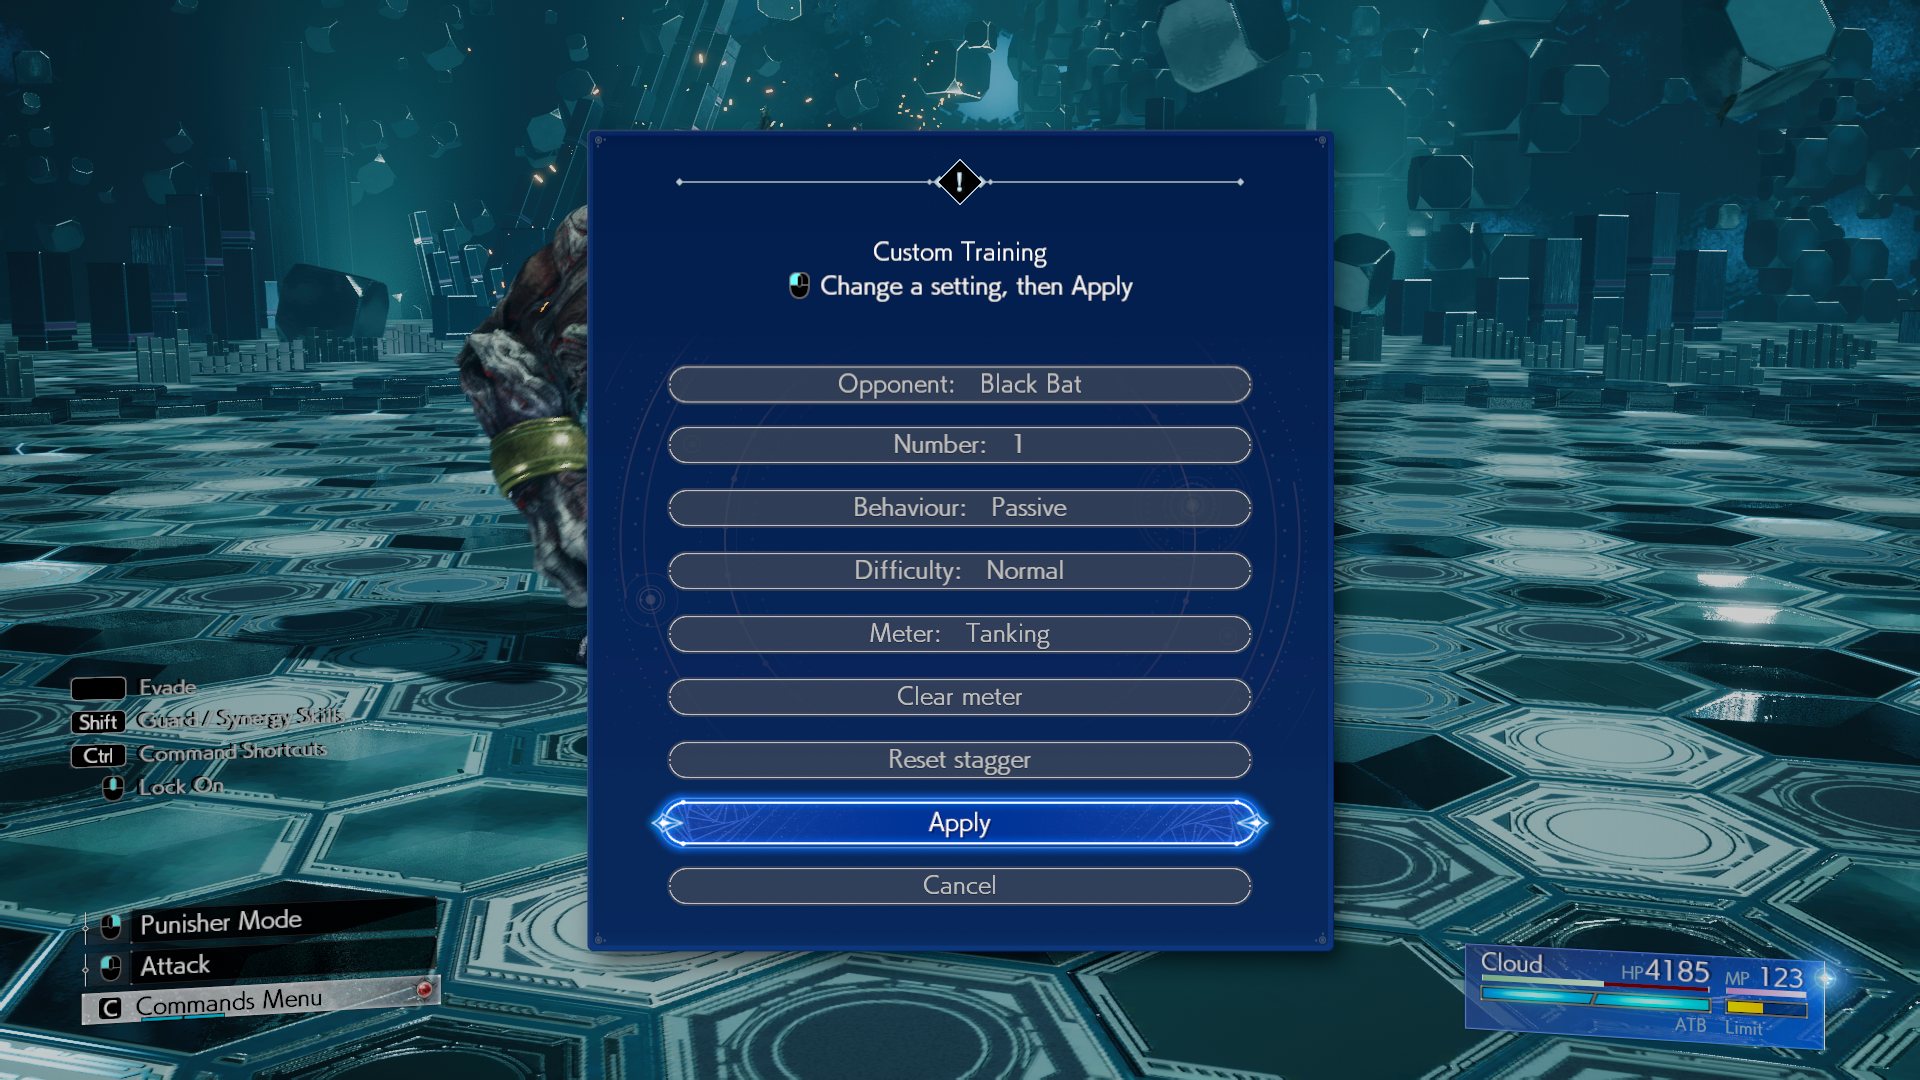 !
Custom Training
Change a setting, then Apply
Opponent: Black Bat
Number: 1
Behaviour: Passive
Difficulty: Normal
Meter: Tanking
Clear meter
Reset stagger
Apply
Cancel
Evade
Shift Guard / Synergy Skills
Ctrl Command Shortcuts
Lock On
Punisher Mode
Attack
C Commands Menu
Cloud HP 4185 MP 123
ATB Limit